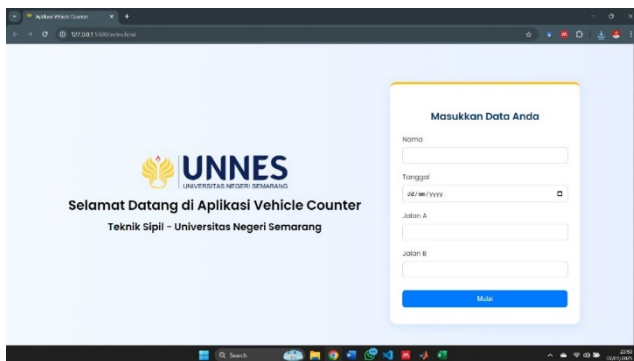 Aplikasi Vehicle Counter
127.0.0.1:5500/index.html
UNNES
UNIVERSITAS NEGERI SEMARANG
Selamat Datang di Aplikasi Vehicle Counter
Teknik Sipil - Universitas Negeri Semarang
Masukkan Data Anda
Nama
Tanggal
dd/mm/yyyy
Jalan A
Jalan B
Mulai
Search